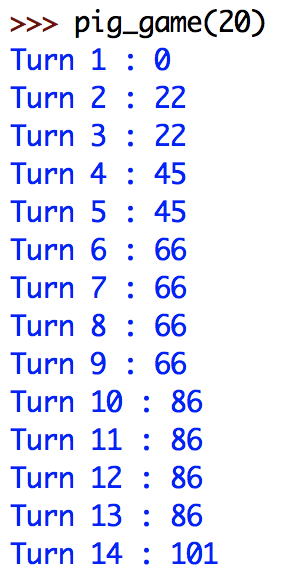 >>> pig_game(20)
Turn 1 : 0
Turn 2 : 22
Turn 3 : 22
Turn 4 : 45
Turn 5 : 45
Turn 6 : 66
Turn 7 : 66
Turn 8 : 66
Turn 9 : 66
Turn 10 : 86
Turn 11 : 86
Turn 12 : 86
Turn 13 : 86
Turn 14 : 101